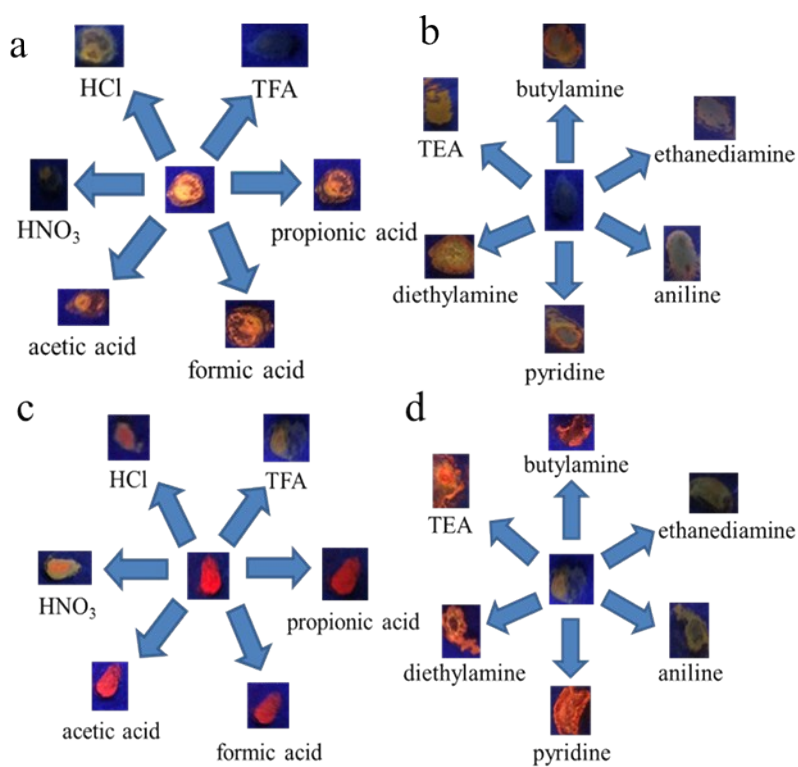 a
HCl
TFA
HNO3
propionic acid
acetic acid
formic acid
b
butylamine
TEA
ethanediamine
diethylamine
aniline
pyridine
c
HCl
TFA
HNO3
propionic acid
acetic acid
formic acid
d
butylamine
TEA
ethanediamine
diethylamine
aniline
pyridine